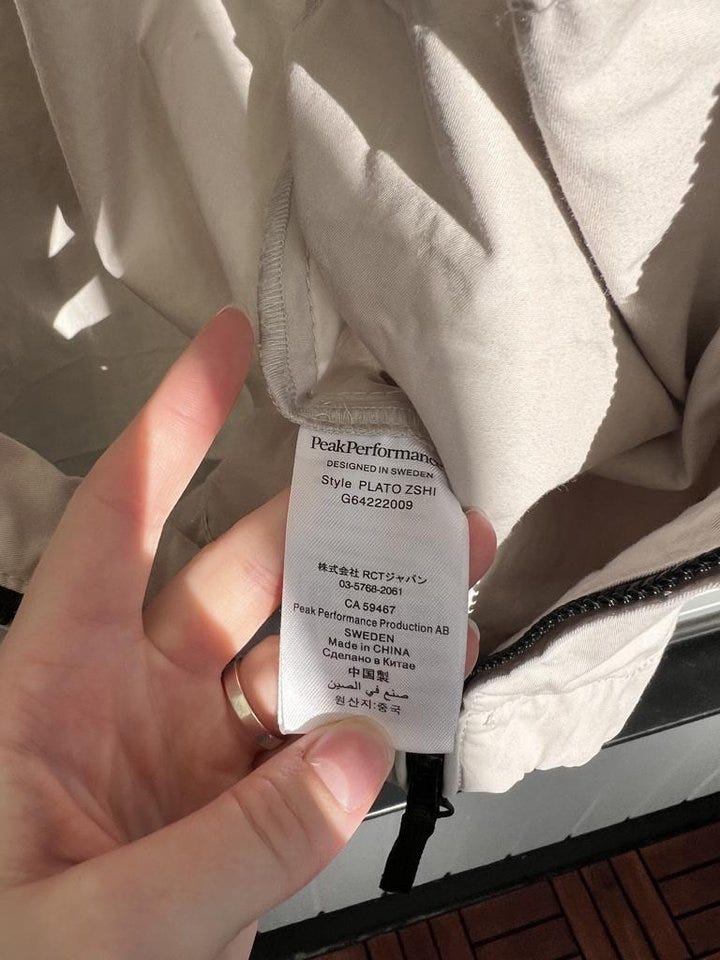 PeakPerformance
DESIGNED IN SWEDEN
Style PLATO ZSHI
G64222009
株式会社 RCTジャパン
03-5768-2061
CA 59467
Peak Performance Production AB
SWEDEN
Made in CHINA
Сделано в Китае
中国製
صنع في الصين
원산지:중국